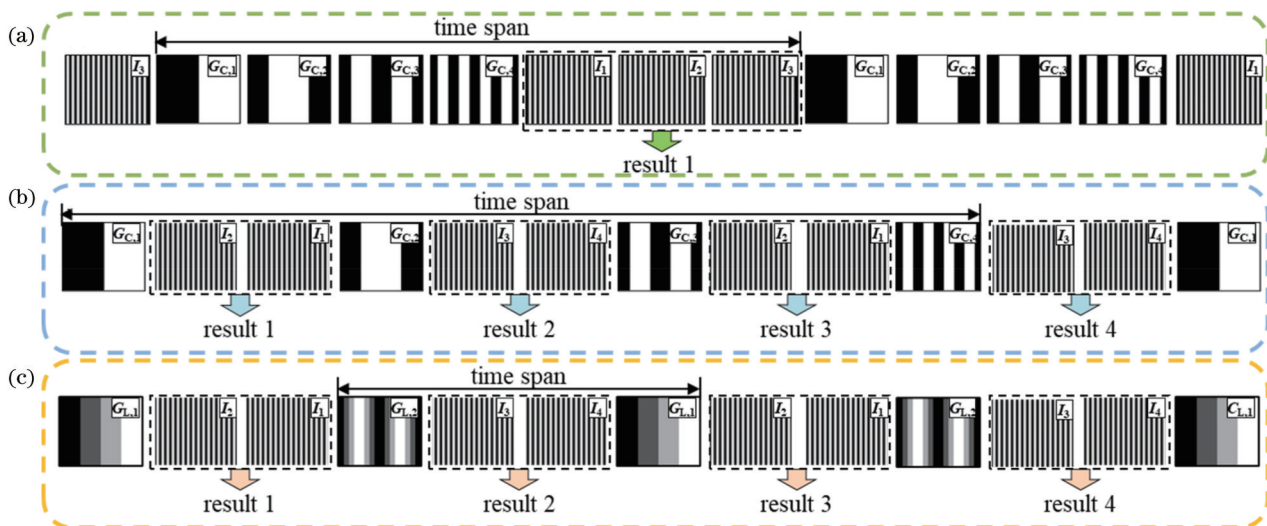 (a)
time span
I3 GC,1 GC,2 GC,3 GC,4 I1 I2 I3 GC,1 GC,2 GC,3 GC,4 I1
result 1
(b)
time span
GC,1 I2 I1 GC,2 I3 I4 GC,3 I2 I1 GC,4 I3 I4 GC,1
result 1 result 2 result 3 result 4
(c)
time span
GL,1 I2 I1 GL,2 I3 I4 GL,1 I2 I1 GL,2 I3 I4 CL,1
result 1 result 2 result 3 result 4